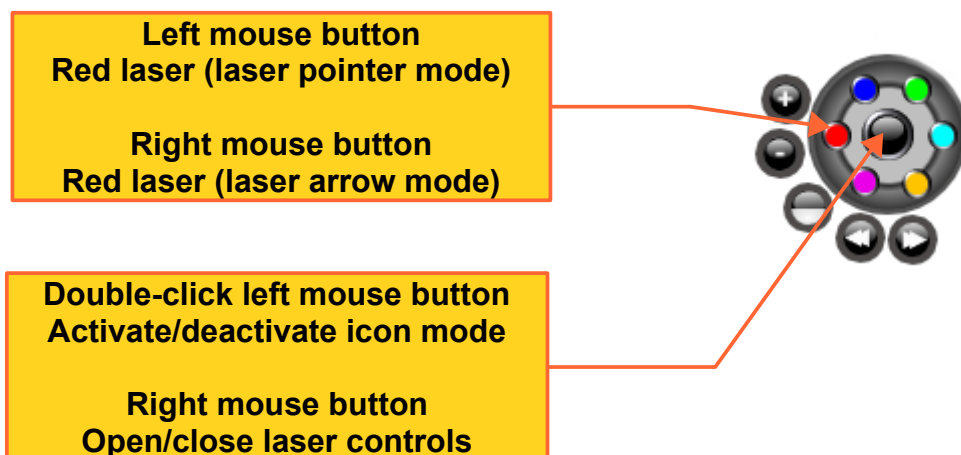 Left mouse button
Red laser (laser pointer mode)
Right mouse button
Red laser (laser arrow mode)
Double-click left mouse button
Activate/deactivate icon mode
Right mouse button
Open/close laser controls